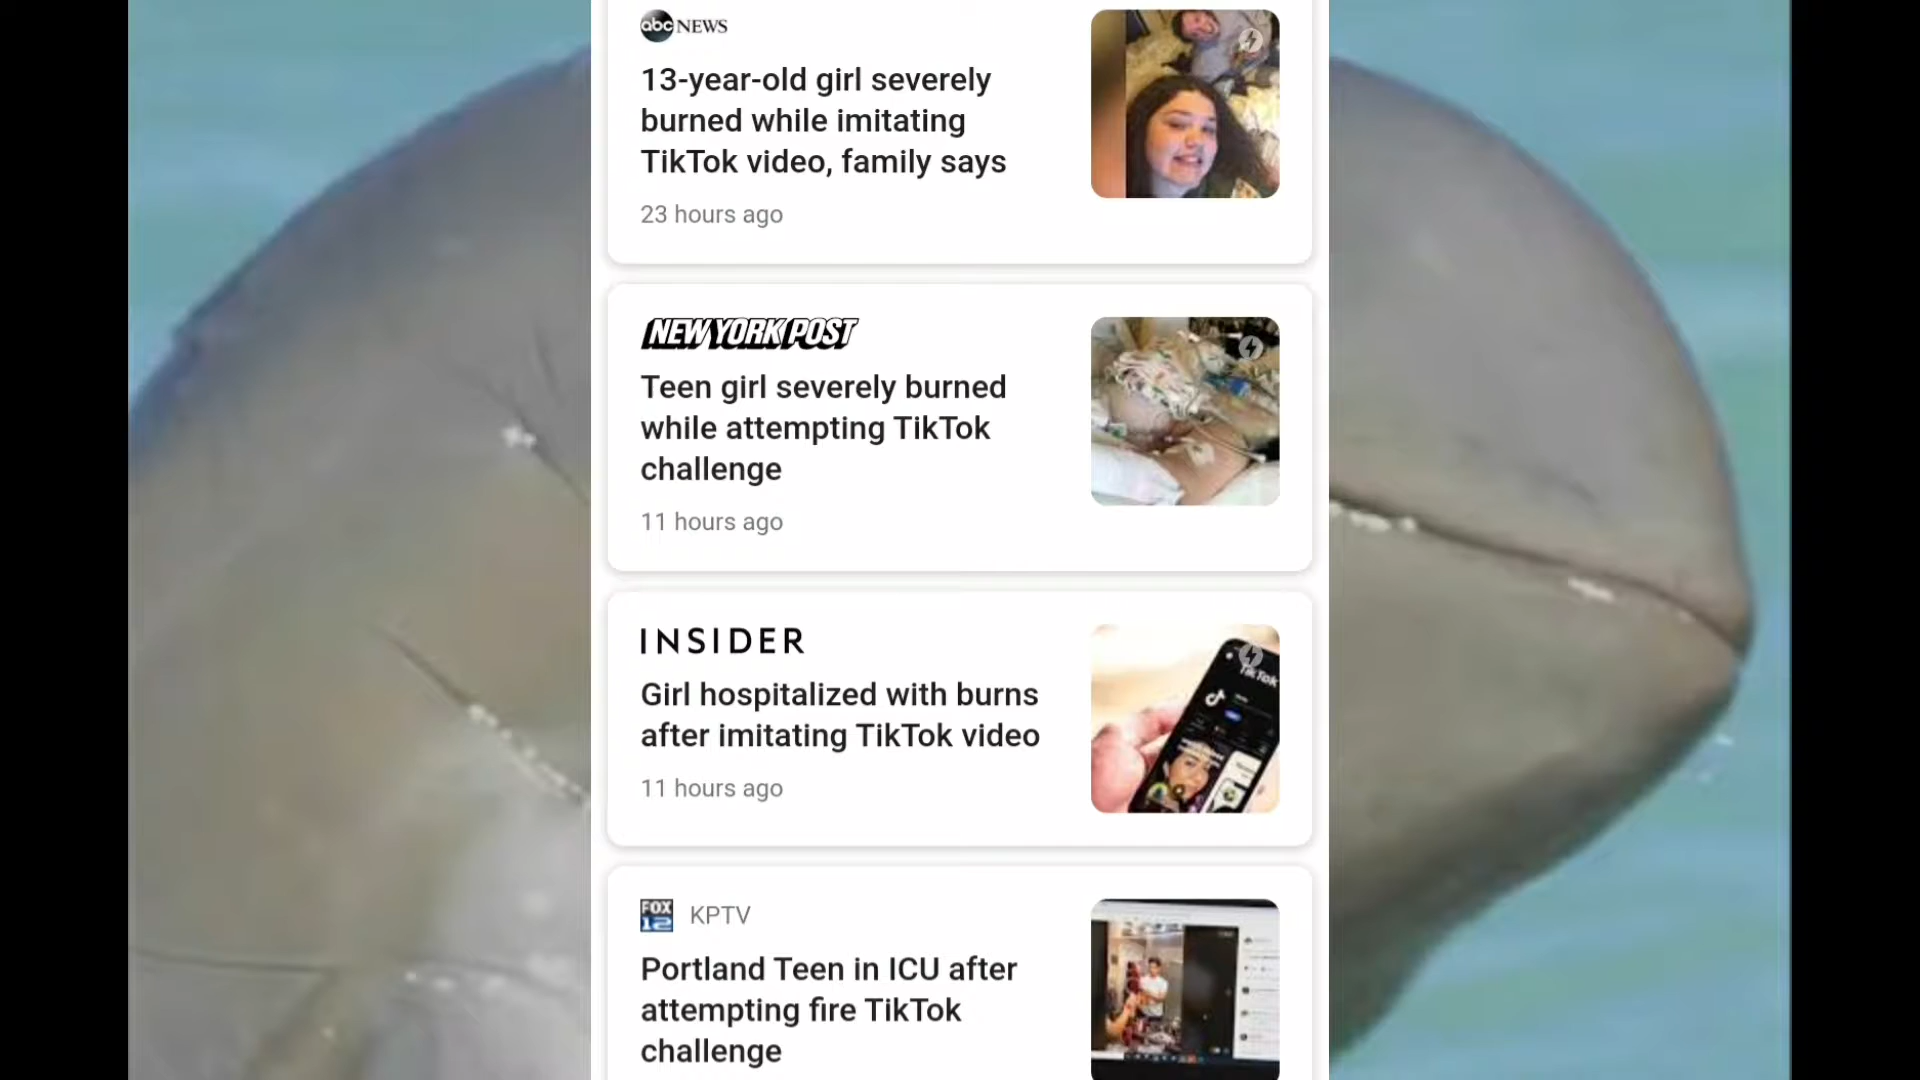 abc NEWS
13-year-old girl severely
burned while imitating
TikTok video, family says
23 hours ago
NEW YORK POST
Teen girl severely burned
while attempting TikTok
challenge
11 hours ago
INSIDER
Girl hospitalized with burns
after imitating TikTok video
11 hours ago
TikTok
FOX
12
KPTV
Portland Teen in ICU after
attempting fire TikTok
challenge